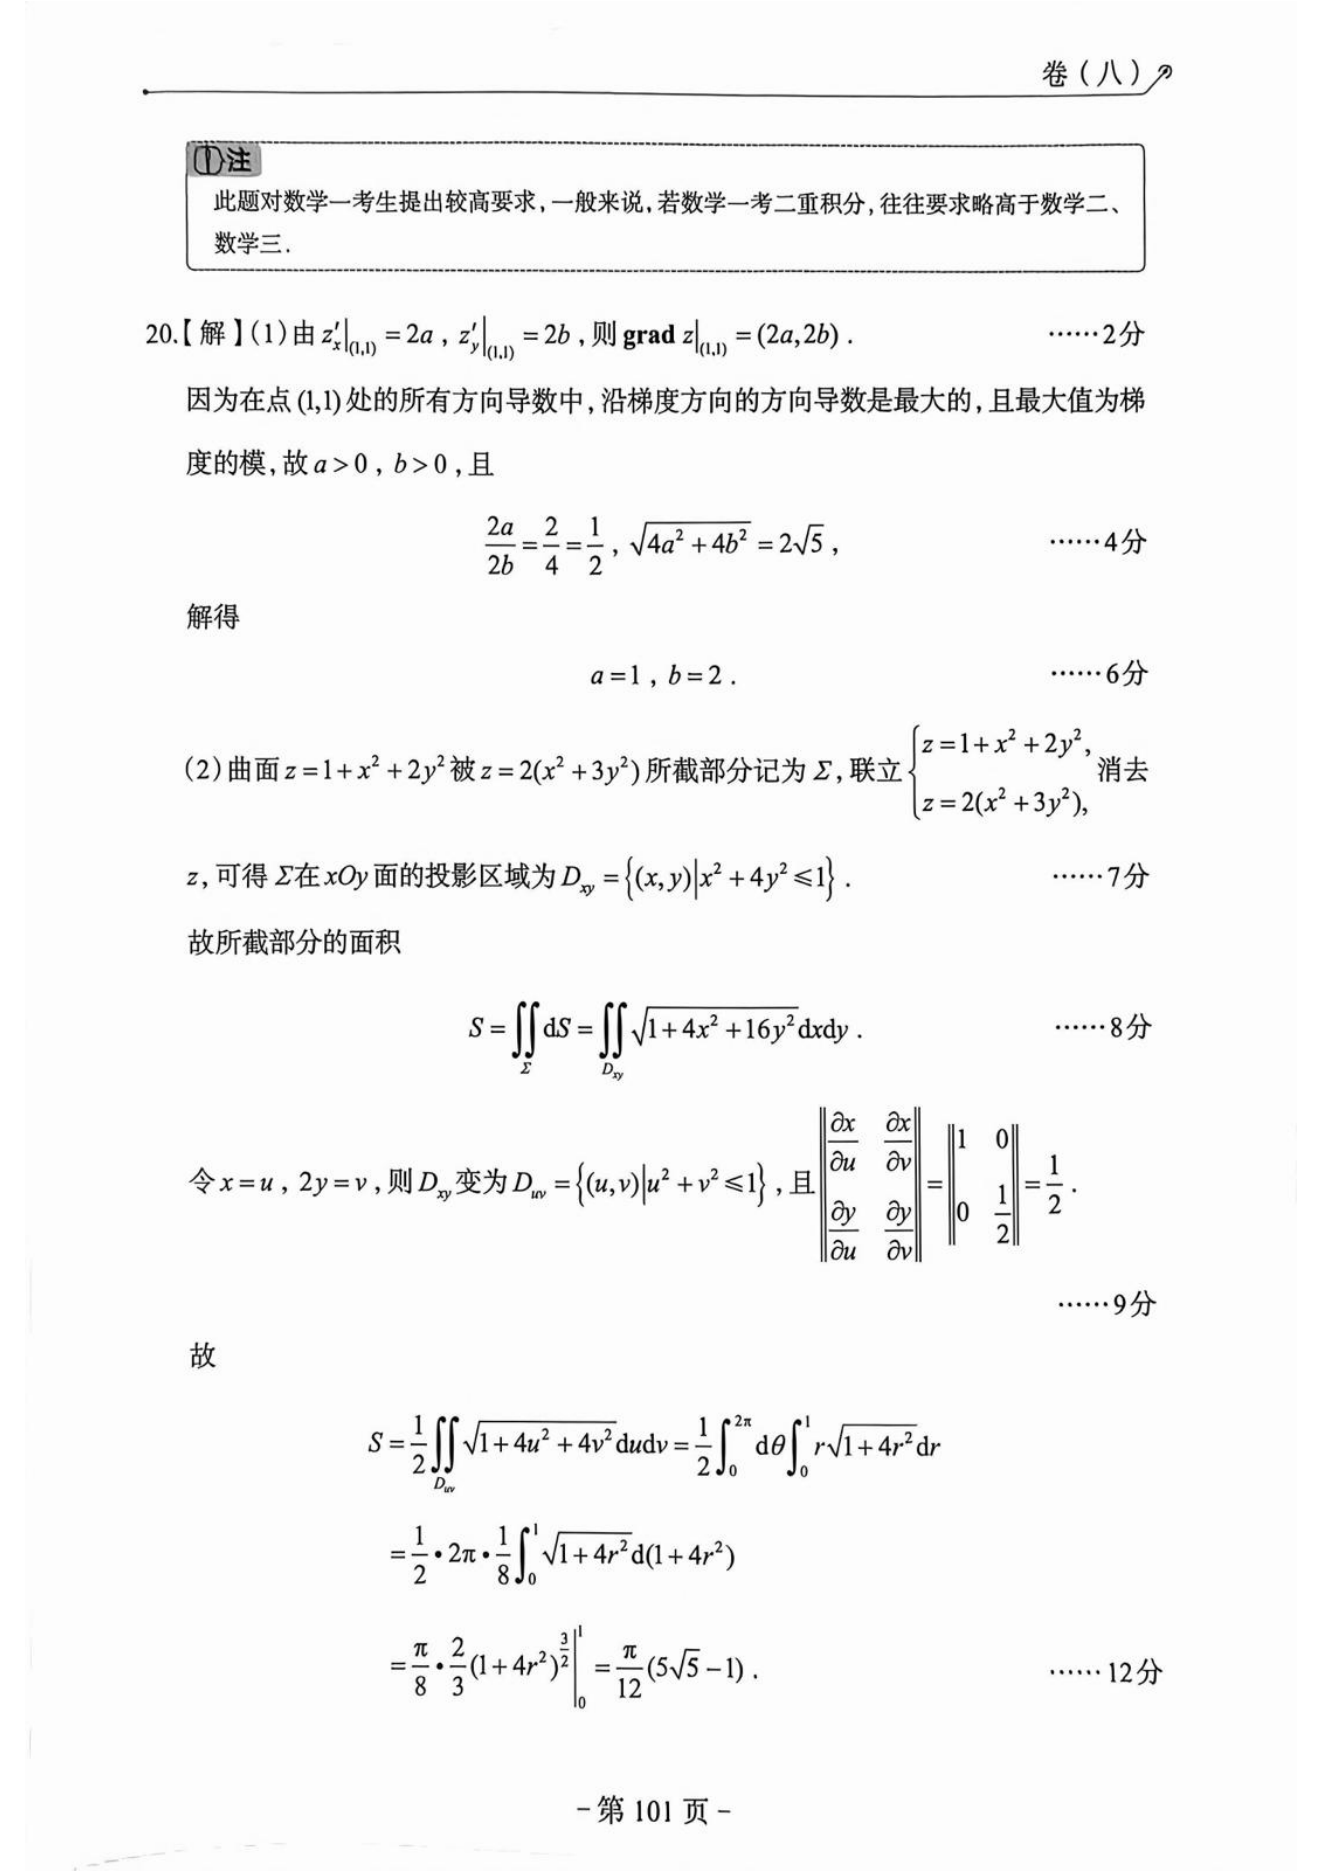 卷(八)
注
此题对数学一考生提出较高要求,一般来说,若数学一考二重积分,往往要求略高于数学二、
数学三.
20.【解】(1)由 z′ₓ|₍₁,₁₎ = 2a , z′_y|₍₁,₁₎ = 2b ,则 grad z|₍₁,₁₎ = (2a,2b) . ……2分
因为在点 (1,1) 处的所有方向导数中,沿梯度方向的方向导数是最大的,且最大值为梯
度的模,故 a > 0 , b > 0 ,且
2a/2b = 2/4 = 1/2 , √(4a² + 4b²) = 2√5 , ……4分
解得
a = 1 , b = 2 . ……6分
(2)曲面 z = 1 + x² + 2y² 被 z = 2(x² + 3y²) 所截部分记为 Σ,联立 { z = 1 + x² + 2y², z = 2(x² + 3y²), 消去
z,可得 Σ在 xOy 面的投影区域为 D_xy = {(x,y)|x² + 4y² ≤ 1} . ……7分
故所截部分的面积
S = ∬_Σ dS = ∬_D_xy √(1 + 4x² + 16y²) dxdy . ……8分
令 x = u , 2y = v ,则 D_xy 变为 D_uv = {(u,v)|u² + v² ≤ 1} ,且 ||∂x/∂u ∂x/∂v; ∂y/∂u ∂y/∂v|| = ||1 0; 0 1/2|| = 1/2 .
……9分
故
S = 1/2 ∬_D_uv √(1 + 4u² + 4v²) dudv = 1/2 ∫₀^2π dθ ∫₀¹ r√(1 + 4r²) dr
= 1/2 • 2π • 1/8 ∫₀¹ √(1 + 4r²) d(1 + 4r²)
= π/8 • 2/3 (1 + 4r²)^(3/2) |₀¹ = π/12 (5√5 − 1) . ……12分
-第 101 页-